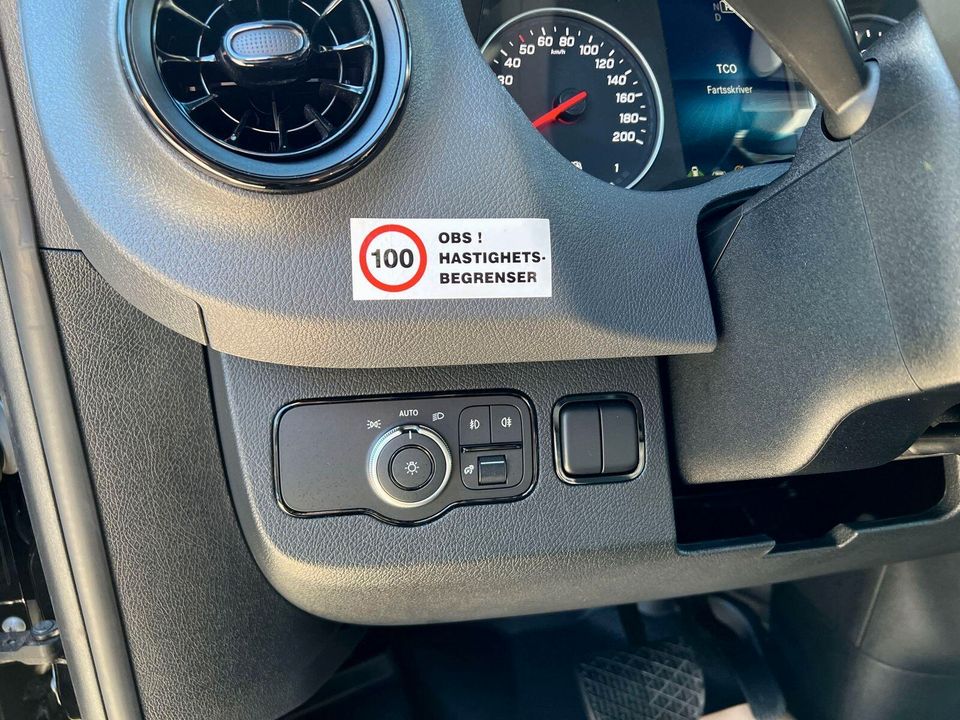 N
D
TCO
Fartsskriver
40
50
60
80
100
120
140
160
180
200
km/h
1
100
OBS !
HASTIGHETS-
BEGRENSER
AUTO